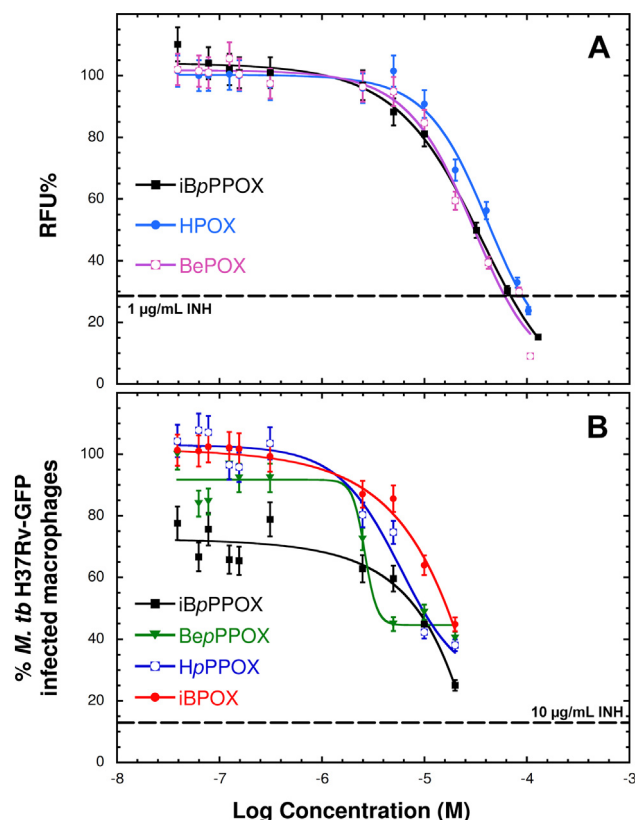 A
120
100
80
60
40
20
0
RFU%
iBpPPOX
HPOX
BePOX
1 µg/mL INH
B
100
80
60
40
20
0
% M. tb H37Rv-GFP
infected macrophages
iBpPPOX
BepPPOX
HpPPOX
iBPOX
10 µg/mL INH
-8 -7 -6 -5 -4 -3
Log Concentration (M)